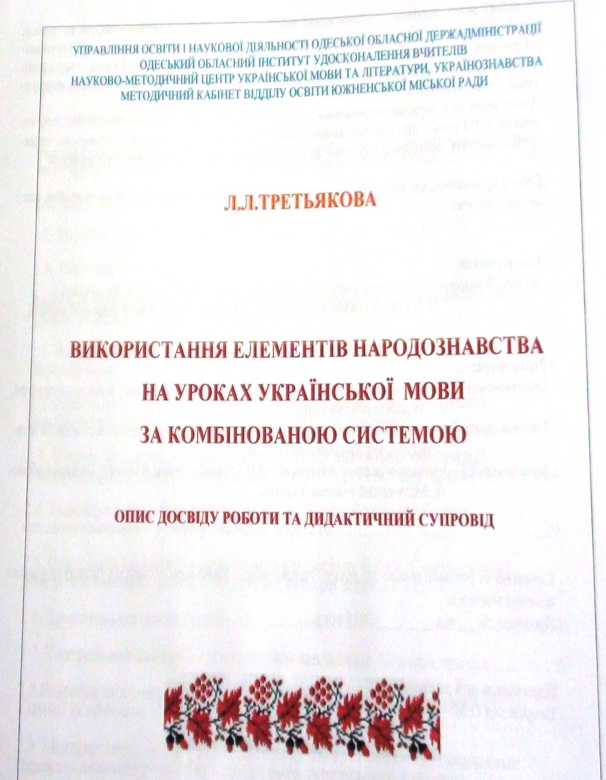 УПРАВЛІННЯ ОСВІТИ І НАУКОВОЇ ДІЯЛЬНОСТІ ОДЕСЬКОЇ ОБЛАСНОЇ ДЕРЖАДМІНІСТРАЦІЇ
ОДЕСЬКИЙ ОБЛАСНИЙ ІНСТИТУТ УДОСКОНАЛЕННЯ ВЧИТЕЛІВ
НАУКОВО-МЕТОДИЧНИЙ ЦЕНТР УКРАЇНСЬКОЇ МОВИ ТА ЛІТЕРАТУРИ, УКРАЇНОЗНАВСТВА
МЕТОДИЧНИЙ КАБІНЕТ ВІДДІЛУ ОСВІТИ ЮЖНЕНСЬКОЇ МІСЬКОЇ РАДИ
Л.Л.ТРЕТЬЯКОВА
ВИКОРИСТАННЯ ЕЛЕМЕНТІВ НАРОДОЗНАВСТВА
НА УРОКАХ УКРАЇНСЬКОЇ МОВИ
ЗА КОМБІНОВАНОЮ СИСТЕМОЮ
ОПИС ДОСВІДУ РОБОТИ ТА ДИДАКТИЧНИЙ СУПРОВІД